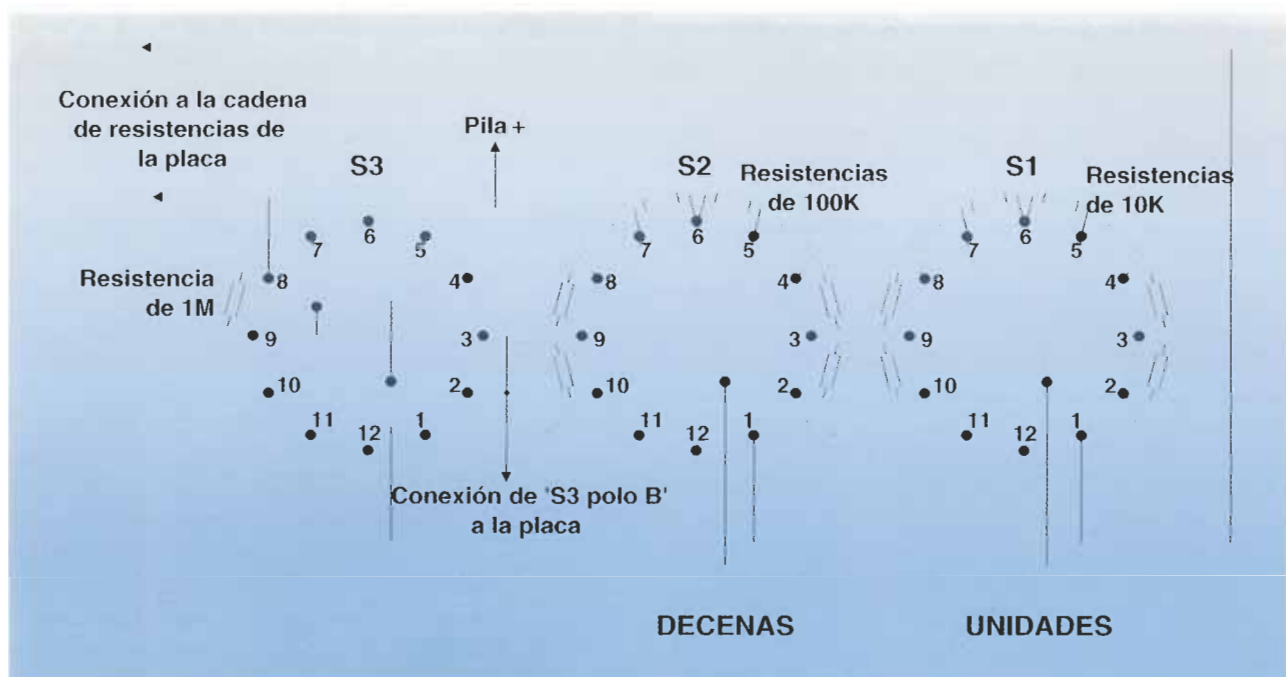 Conexión a la cadena
de resistencias de
la placa
Pila +
S3
S2
S1
Resistencias
de 100K
Resistencias
de 10K
Resistencia
de 1M
7
6
5
8
4
9
3
10
2
11
12
1
7
6
5
8
4
9
3
10
2
11
12
1
7
6
5
8
4
9
3
10
2
11
12
1
Conexión de 'S3 polo B'
a la placa
DECENAS
UNIDADES